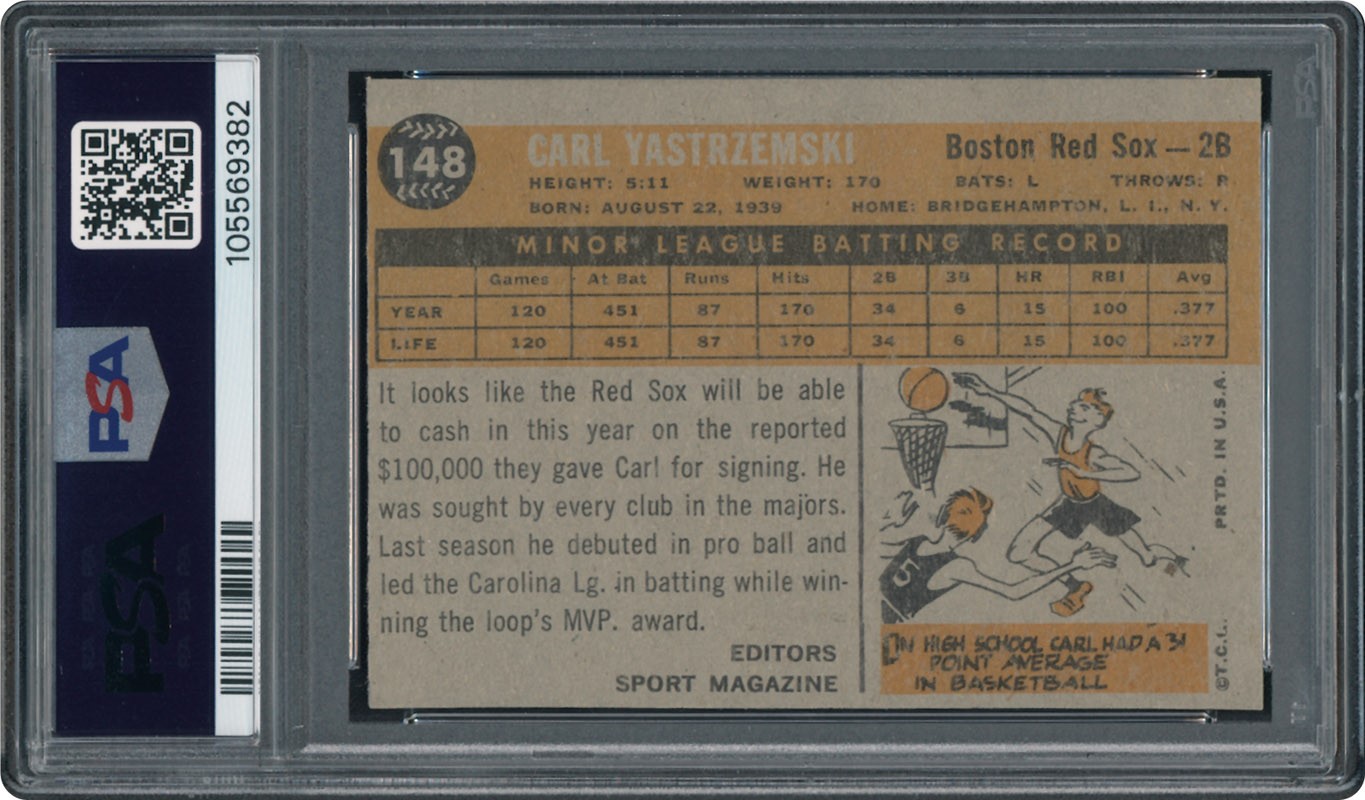 PSA
105569382
PSA
148
CARL YASTRZEMSKI
Boston Red Sox — 2B
HEIGHT: 5:11 WEIGHT: 170 BATS: L THROWS: R
BORN: AUGUST 22, 1939 HOME: BRIDGEHAMPTON, L. I., N. Y.
MINOR LEAGUE BATTING RECORD
Games At Bat Runs Hits 2B 3B HR RBI Avg
YEAR 120 451 87 170 34 6 15 100 .377
LIFE 120 451 87 170 34 6 15 100 .377
It looks like the Red Sox will be able
to cash in this year on the reported
$100,000 they gave Carl for signing. He
was sought by every club in the majors.
Last season he debuted in pro ball and
led the Carolina Lg. in batting while win-
ning the loop's MVP. award.
EDITORS
SPORT MAGAZINE
5
IN HIGH SCHOOL CARL HAD A 31
POINT AVERAGE
IN BASKETBALL
©T.C.L. PRTD. IN U.S.A.
PSA